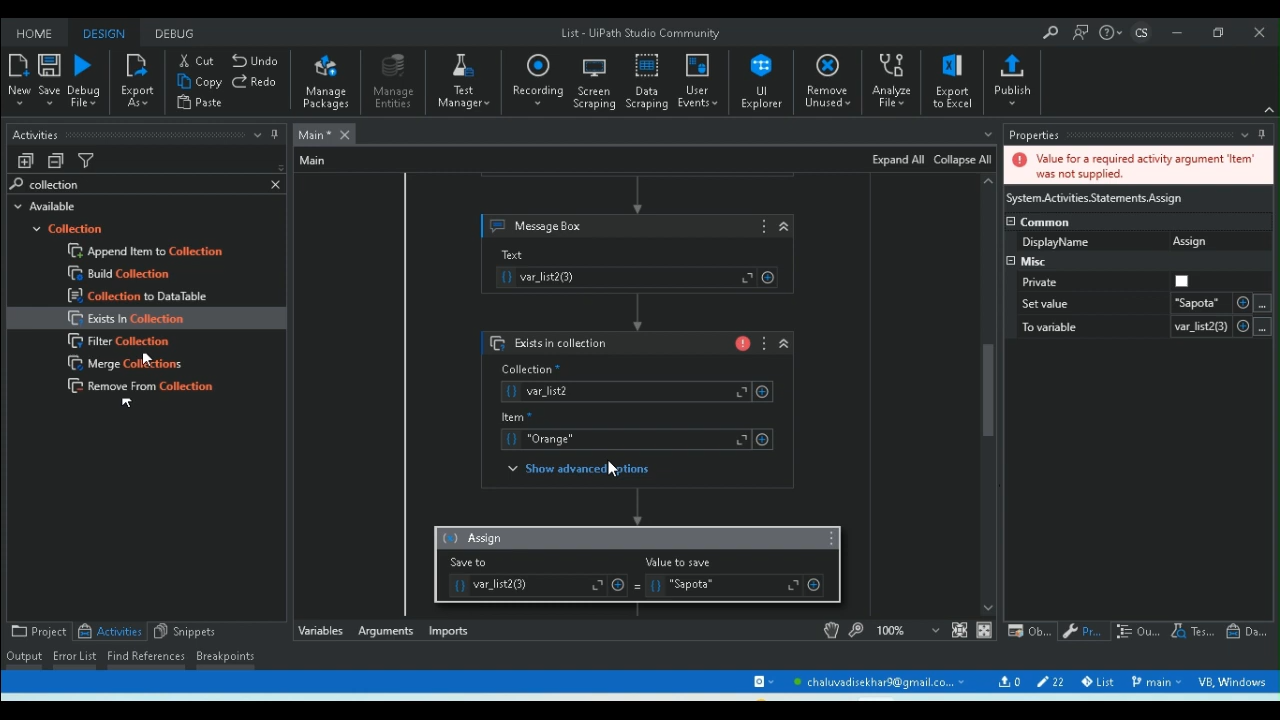 HOME DESIGN DEBUG List - UiPath Studio Community CS
New Save Debug File Export As Cut Copy Paste Undo Redo Manage Packages Manage Entities Test Manager Recording Screen Scraping Data Scraping User Events UI Explorer Remove Unused Analyze File Export to Excel Publish
Activities
collection
Available
Collection
Append Item to Collection
Build Collection
Collection to DataTable
Exists In Collection
Filter Collection
Merge Collections
Remove From Collection
Project Activities Snippets
Main *
Main Expand All Collapse All
Message Box
Text
var_list2(3)
Exists in collection
Collection *
var_list2
Item *
"Orange"
Show advanced options
Assign
Save to Value to save
var_list2(3) = "Sapota"
Variables Arguments Imports 100%
Properties
Value for a required activity argument 'Item'
was not supplied.
System.Activities.Statements.Assign
Common
DisplayName Assign
Misc
Private
Set value "Sapota" ...
To variable var_list2(3) ...
Ob... Pr... Ou... Tes... Da...
Output Error List Find References Breakpoints
chaluvadisekhar9@gmail.co... 0 22 List main VB, Windows